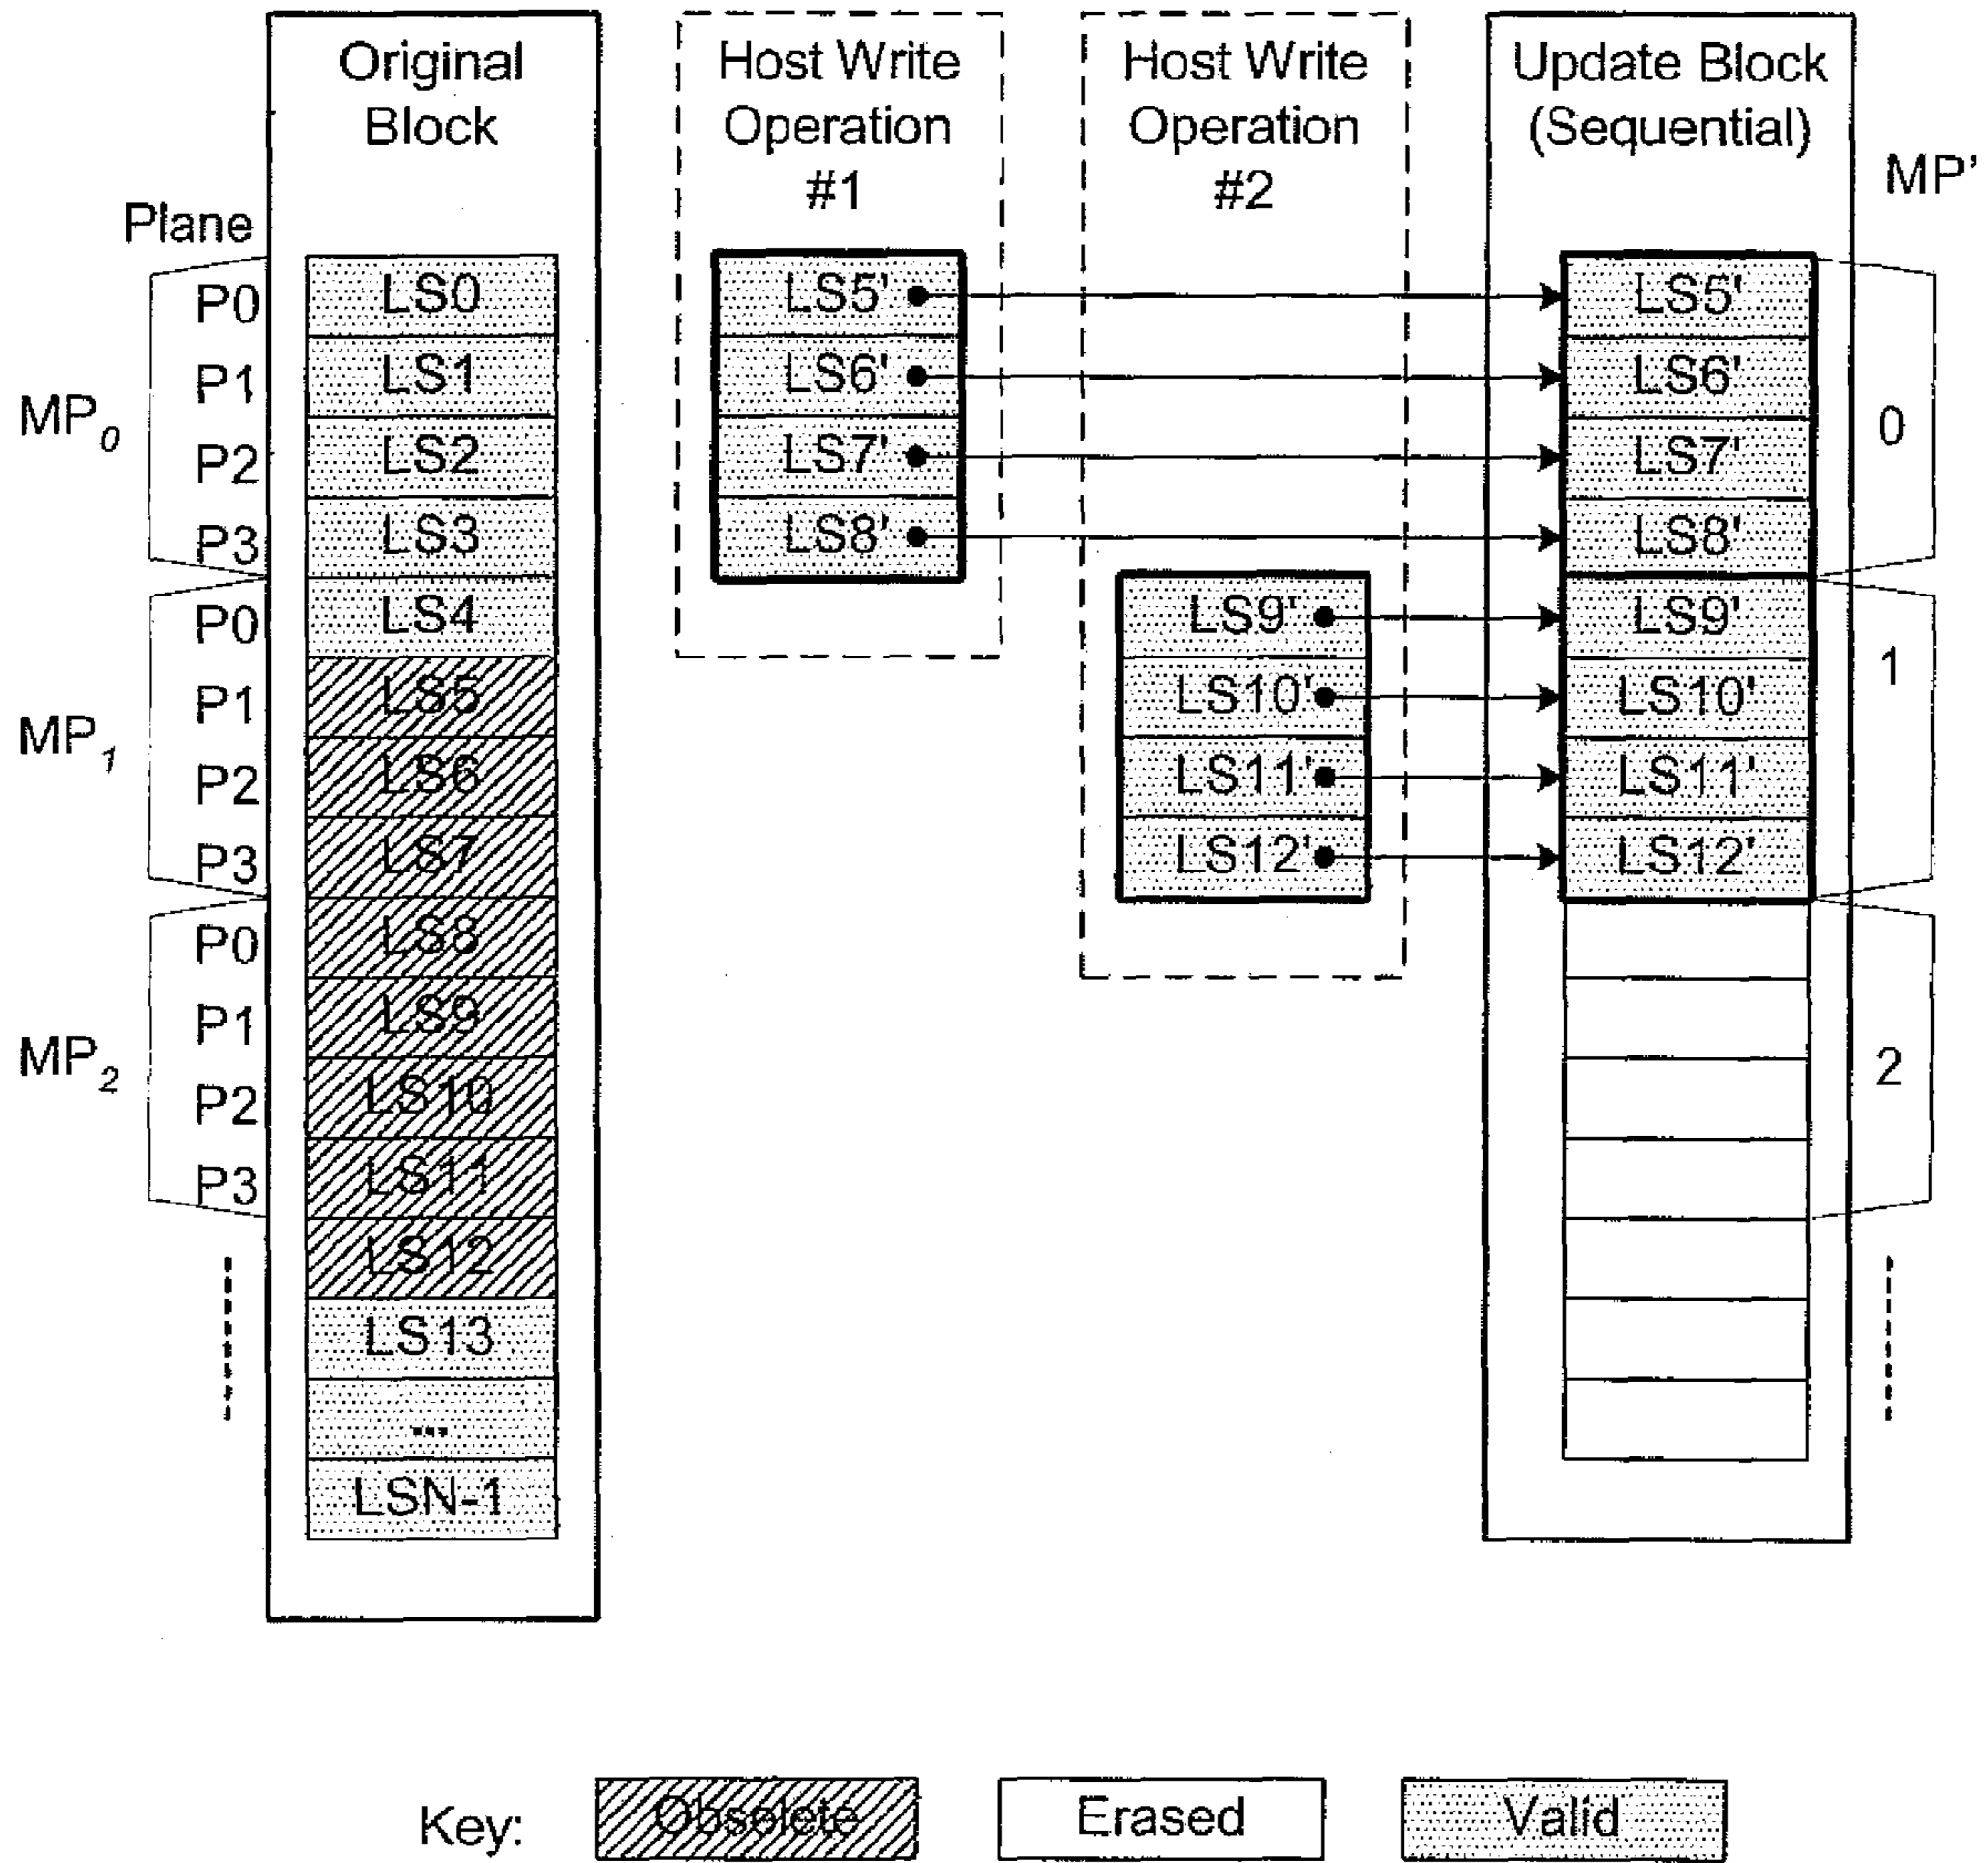 Original
Block
Host Write
Operation
#1
Host Write
Operation
#2
Update Block
(Sequential)
MP'
Plane
P0 LS0 LS5' LS5'
P1 LS1 LS6' LS6'
MP0 0
P2 LS2 LS7' LS7'
P3 LS3 LS8' LS8'
P0 LS4 LS9' LS9'
1
P1 LS5 LS10' LS10'
MP1
P2 LS6 LS11' LS11'
P3 LS7 LS12' LS12'
P0 LS8
P1 LS9
MP2 2
P2 LS10
P3 LS11
LS12
LS13
...
LSN-1
Key: Obsolete Erased Valid